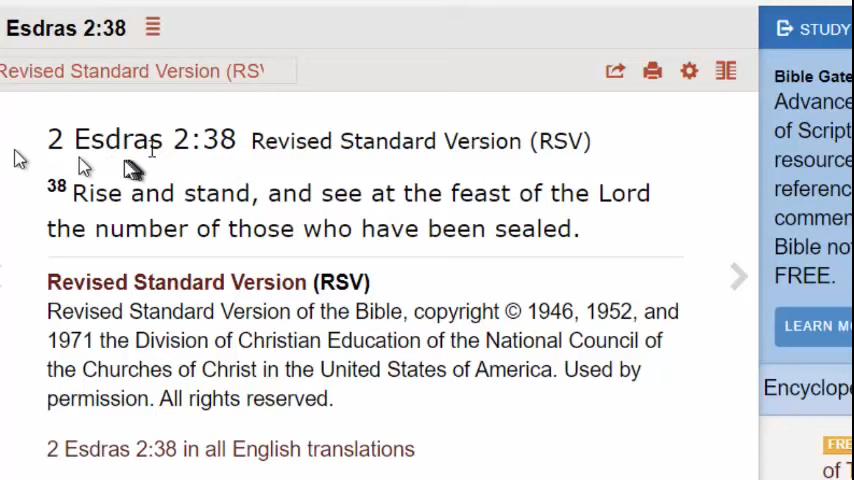 Esdras 2:38
STUDY
Revised Standard Version (RSV
Bible Gate
Advance
of Script
resource
referenc
commen
Bible no
FREE.
2 Esdras 2:38 Revised Standard Version (RSV)
38 Rise and stand, and see at the feast of the Lord
the number of those who have been sealed.
Revised Standard Version (RSV)
Revised Standard Version of the Bible, copyright © 1946, 1952, and
1971 the Division of Christian Education of the National Council of
the Churches of Christ in the United States of America. Used by
permission. All rights reserved.
2 Esdras 2:38 in all English translations
LEARN M
Encyclope
FRE
of T